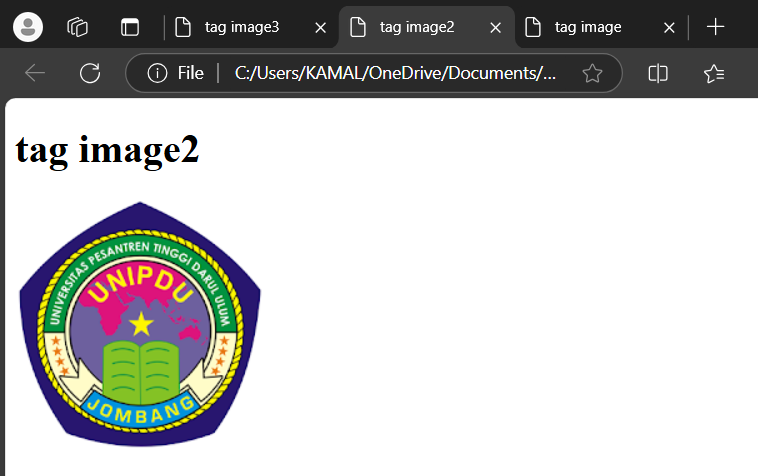 tag image3
tag image2
tag image
File
C:/Users/KAMAL/OneDrive/Documents/...
tag image2
UNIVERSITAS PESANTREN TINGGI DARUL ULUM
UNIPDU
JOMBANG